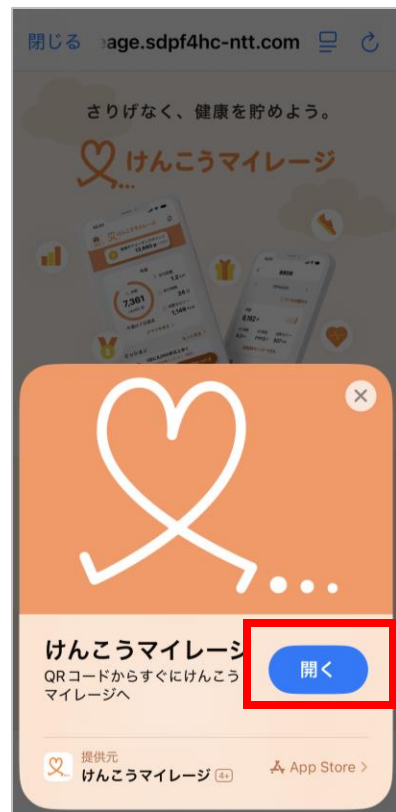 閉じる age.sdpf4hc-ntt.com
さりげなく、健康を貯めよう。
けんこうマイレージ
7,361
けんこうマイレージ
開く
QRコードからすぐにけんこう
マイレージへ
提供元
けんこうマイレージ 4+
App Store >